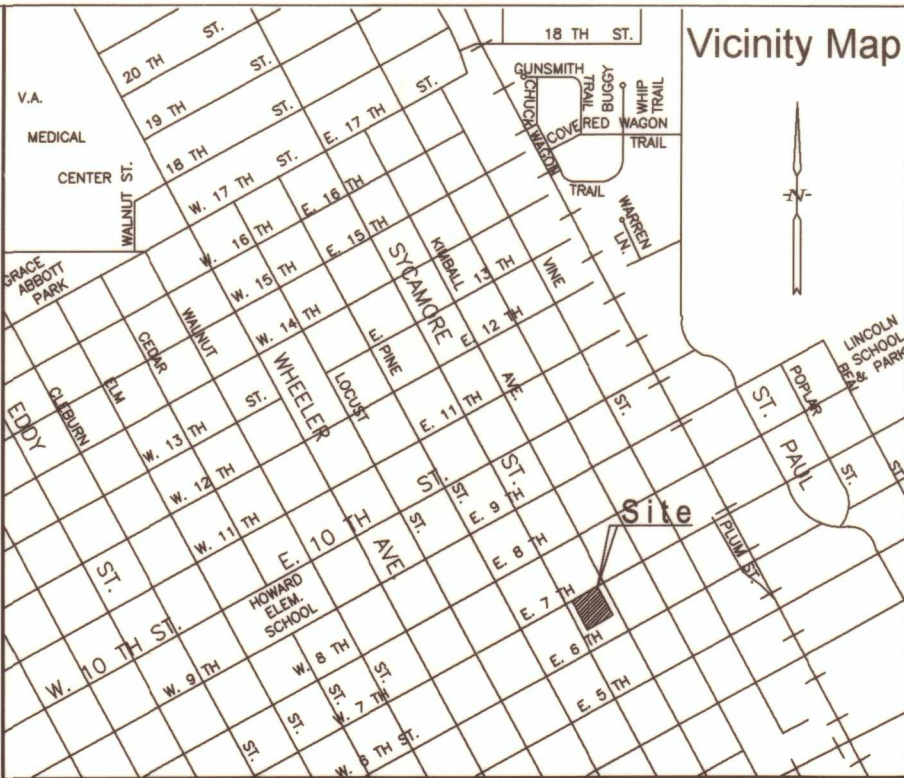 Vicinity Map
18 TH ST.
20 TH ST.
GUNSMITH
TRAIL
BUGGY
WHIP
TRAIL
CHUCK WAGON
COVE
RED WAGON
TRAIL
TRAIL
V.A.
MEDICAL
CENTER
19 TH ST.
18 TH ST.
E. 17 TH ST.
WALNUT ST.
W. 17 TH ST.
E. 16 TH
W. 16 TH
E. 15 TH
W. 15 TH
W. 14 TH
N
WARREN
LN.
GRACE
ABBOTT
PARK
SYCAMORE
KIMBALL
13 TH
VINE
E. 12 TH
EDDY
CLEBURN
ELM
CEDAR
WALNUT
WHEELER
LOCUST
E PINE
AVE.
E. 11 TH
ST.
LINCOLN
SCHOOL
& PARK
BEAL
POPLAR
ST.
PAUL
ST.
ST.
W. 13 TH ST.
W. 12 TH
W. 11 TH
E. 10 TH ST.
ST.
ST.
E. 9 TH
E. 8 TH
Site
PLUM ST.
ST.
AVE.
ST.
HOWARD
ELEM.
SCHOOL
E. 7 TH
E. 6 TH
E. 5 TH
W. 10 TH ST.
W. 9 TH
W. 8 TH
ST.
ST.
W. 7 TH
ST.
ST.
W. 6 TH ST.